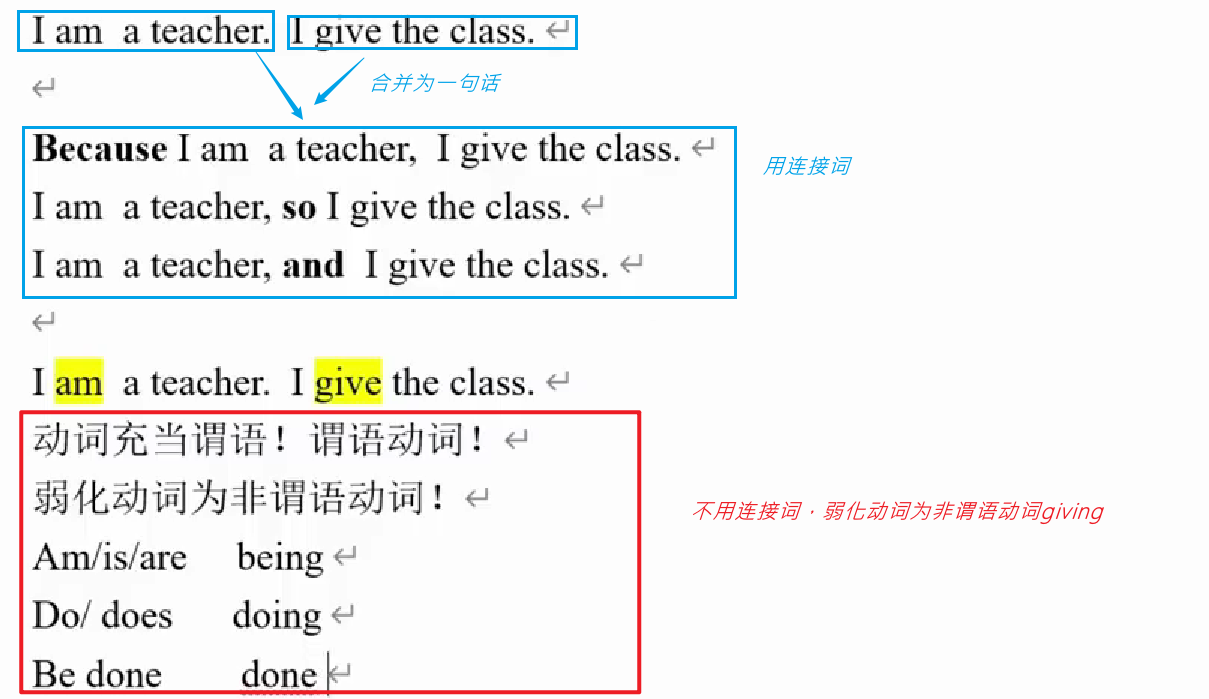 I am a teacher. I give the class.
合并为一句话
Because I am a teacher, I give the class.
用连接词
I am a teacher, so I give the class.
I am a teacher, and I give the class.
I am a teacher. I give the class.
动词充当谓语！谓语动词！
弱化动词为非谓语动词！
不用连接词，弱化动词为非谓语动词giving
Am/is/are being
Do/ does doing
Be done done